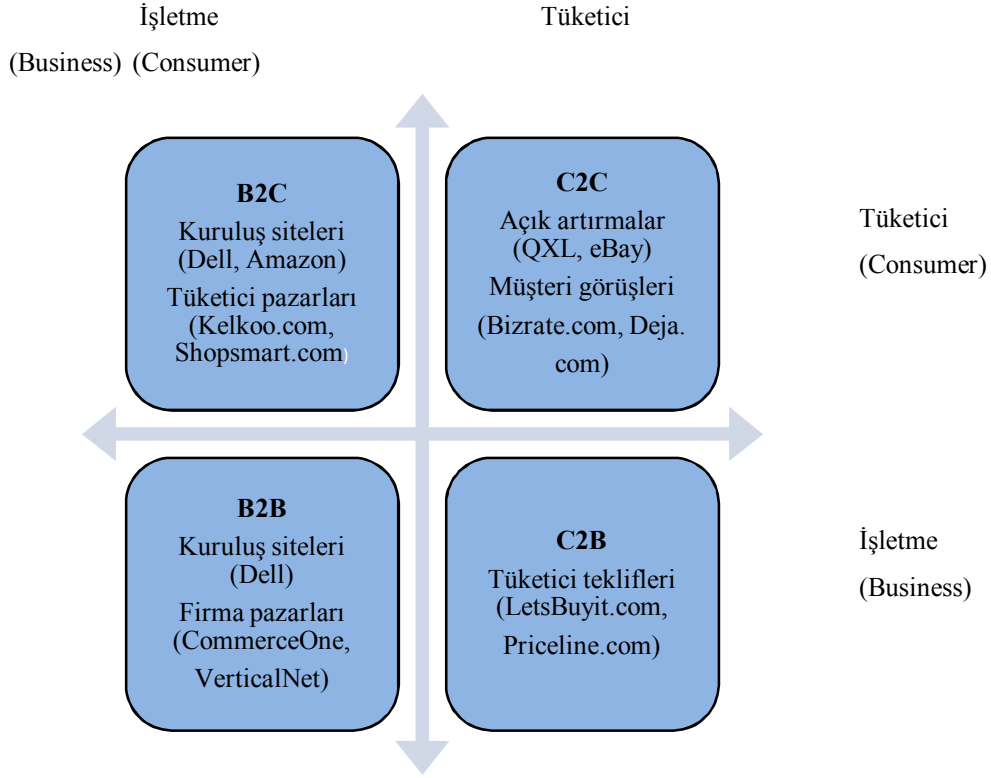 İşletme
Tüketici
(Business) (Consumer)
B2C
Kuruluş siteleri
(Dell, Amazon)
Tüketici pazarları
(Kelkoo.com,
Shopsmart.com)
C2C
Açık artırmalar
(QXL, eBay)
Müşteri görüşleri
(Bizrate.com, Deja.
com)
Tüketici
(Consumer)
B2B
Kuruluş siteleri
(Dell)
Firma pazarları
(CommerceOne,
VerticalNet)
C2B
Tüketici teklifleri
(LetsBuyit.com,
Priceline.com)
İşletme
(Business)